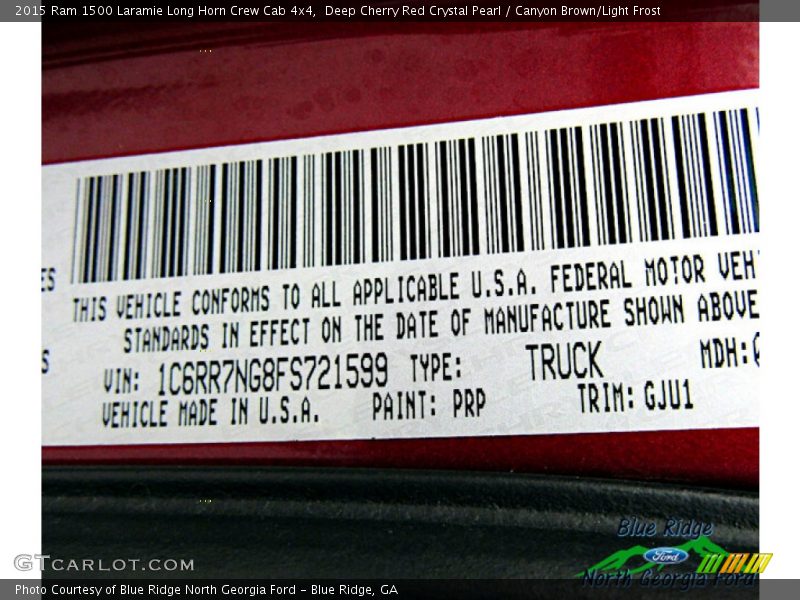 2015 Ram 1500 Laramie Long Horn Crew Cab 4x4,  Deep Cherry Red Crystal Pearl / Canyon Brown/Light Frost
THIS VEHICLE CONFORMS TO ALL APPLICABLE U.S.A. FEDERAL MOTOR VEH
STANDARDS IN EFFECT ON THE DATE OF MANUFACTURE SHOWN ABOVE
VIN: 1C6RR7NG8FS721599 TYPE: TRUCK MDH:
VEHICLE MADE IN U.S.A. PAINT: PRP TRIM: GJU1
Blue Ridge
Ford
North Georgia Ford
GTCARLOT.COM
Photo Courtesy of Blue Ridge North Georgia Ford – Blue Ridge, GA